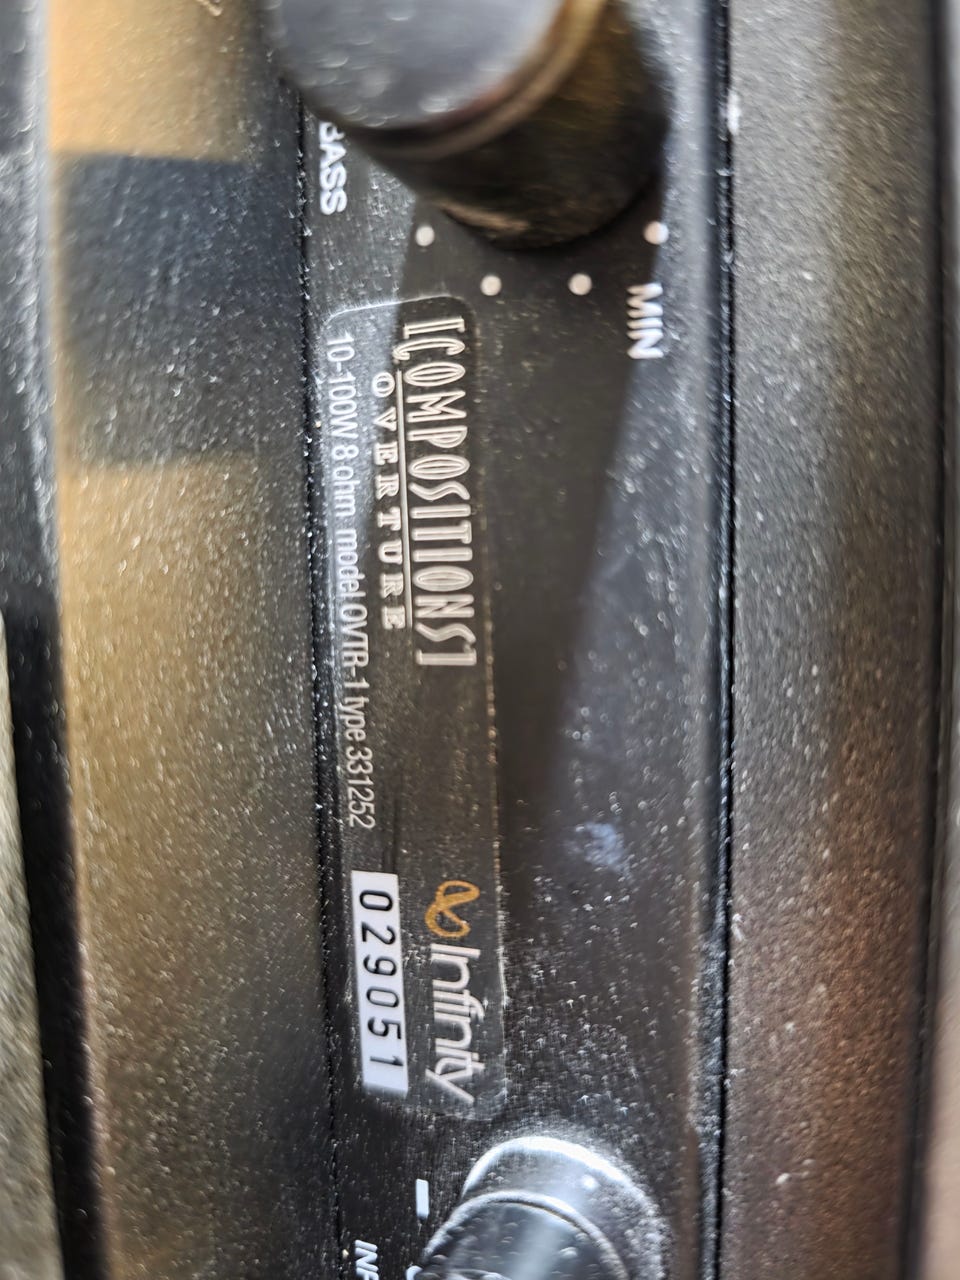 BASS
MIN
[COMPOSITIONS]
OVERTURE
10-100W 8 ohm model OVTR-1 type 331252
Infinity
029051
-